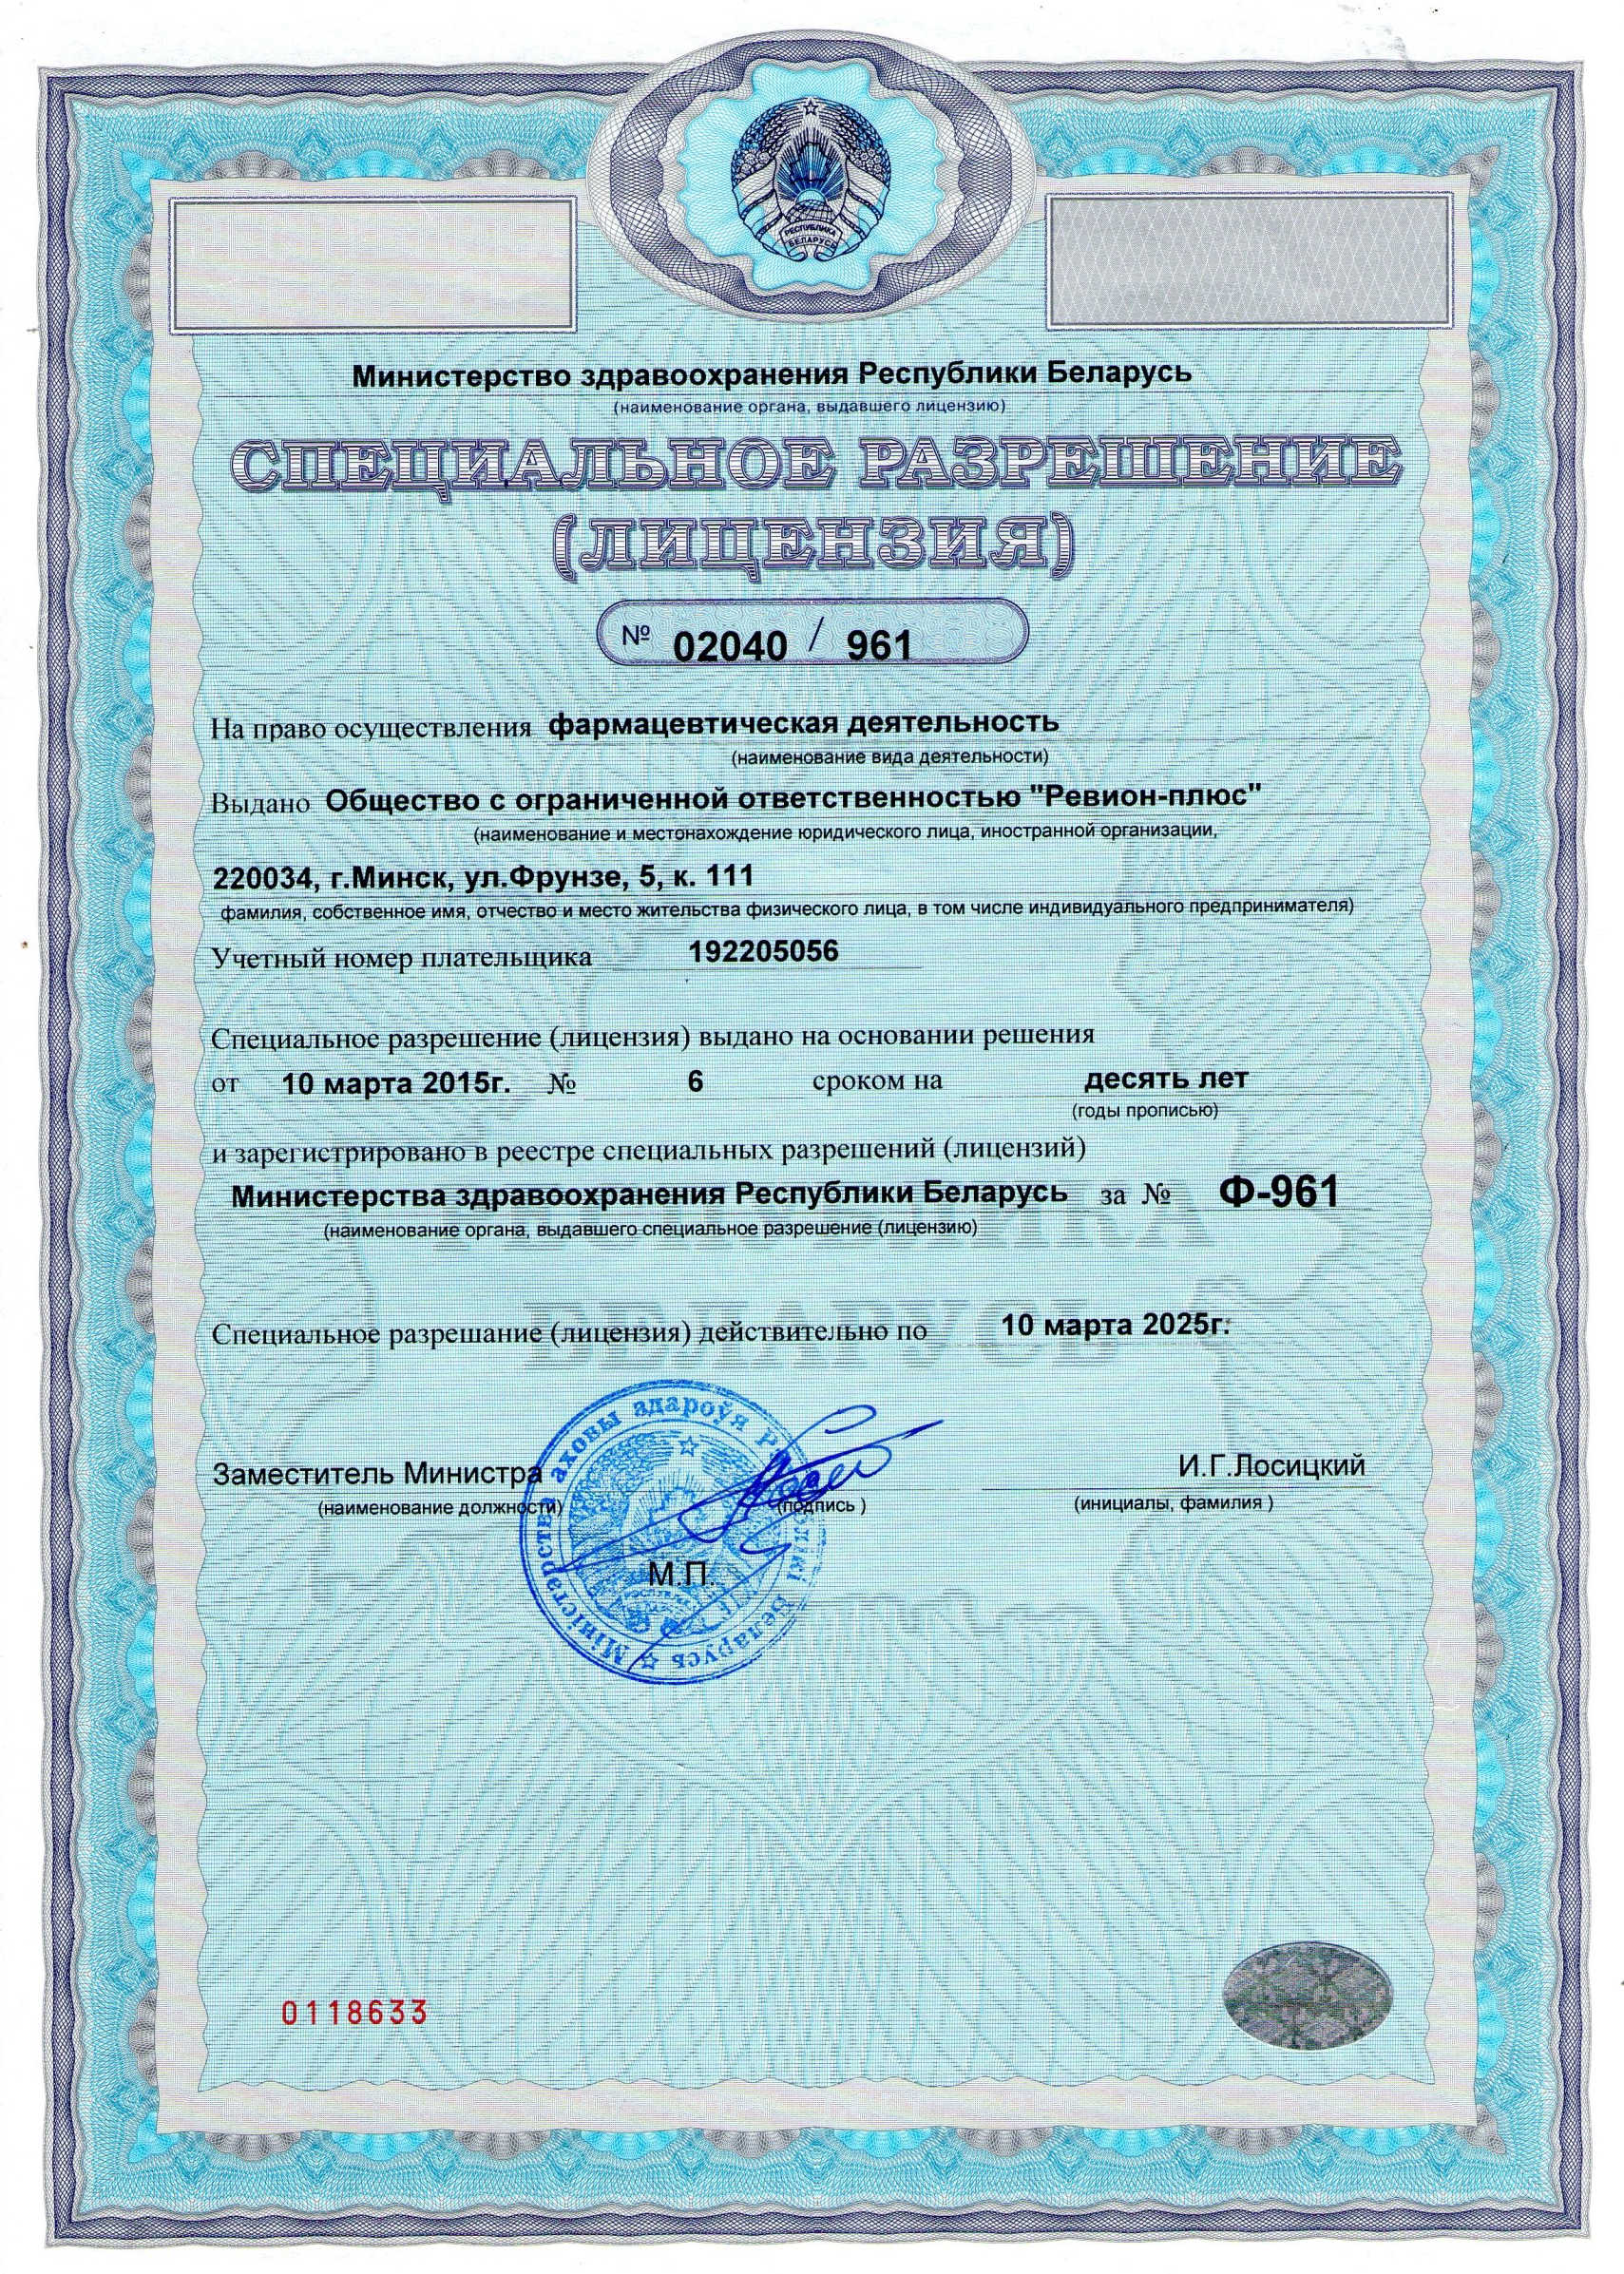 РЕСПУБЛИКА
БЕЛАРУСЬ
Министерство здравоохранения Республики Беларусь
(наименование органа, выдавшего лицензию)
СПЕЦИАЛЬНОЕ РАЗРЕШЕНИЕ
(ЛИЦЕНЗИЯ)
№ 02040 / 961
На право осуществления фармацевтическая деятельность
(наименование вида деятельности)
Выдано Общество с ограниченной ответственностью "Ревион-плюс"
(наименование и местонахождение юридического лица, иностранной организации,
220034, г.Минск, ул.Фрунзе, 5, к. 111
фамилия, собственное имя, отчество и место жительства физического лица, в том числе индивидуального предпринимателя)
Учетный номер плательщика 192205056
Специальное разрешение (лицензия) выдано на основании решения
от 10 марта 2015г. № 6 сроком на десять лет
(годы прописью)
и зарегистрировано в реестре специальных разрешений (лицензий)
Министерства здравоохранения Республики Беларусь за № Ф-961
(наименование органа, выдавшего специальное разрешение (лицензию)
БЕЛАРУСЬ
Специальное разрешание (лицензия) действительно по 10 марта 2025г.
Заместитель Министра И.Г.Лосицкий
(наименование должности) (подпись ) (инициалы, фамилия )
Міністэрства аховы здароўя Рэспублікі Беларусь
М.П.
0118633